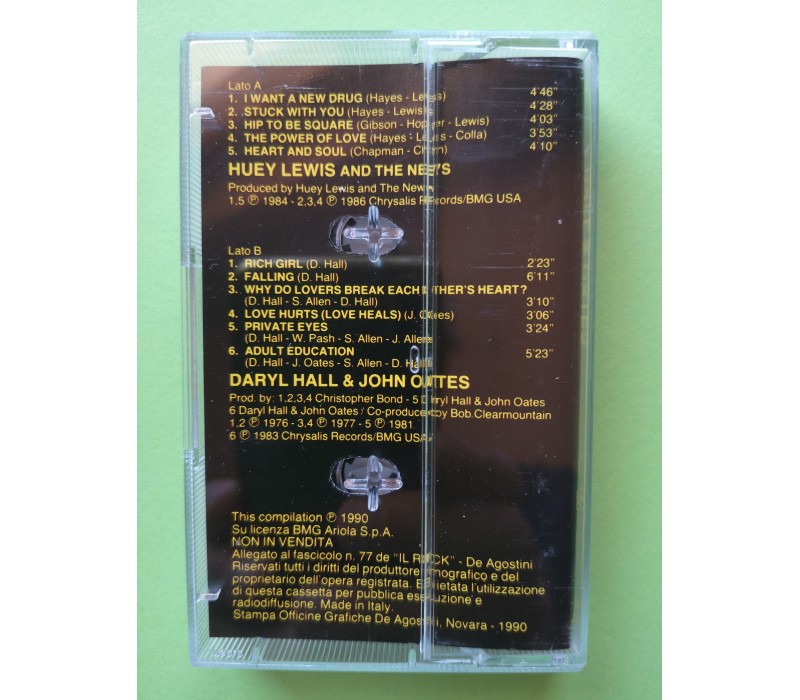 Lato A
1. I WANT A NEW DRUG (Hayes - Lewis) 4'46"
2. STUCK WITH YOU (Hayes - Lewis) 4'28"
3. HIP TO BE SQUARE (Gibson - Hopper - Lewis) 4'03"
4. THE POWER OF LOVE (Hayes - Lewis - Colla) 3'53"
5. HEART AND SOUL (Chapman - Chinn) 4'10"
HUEY LEWIS AND THE NEWS
Produced by Huey Lewis and The News
1,5 ℗ 1984 - 2,3,4 ℗ 1986 Chrysalis Records/BMG USA
Lato B
1. RICH GIRL (D. Hall) 2'23"
2. FALLING (D. Hall) 6'11"
3. WHY DO LOVERS BREAK EACH OTHER'S HEART?
(D. Hall - S. Allen - D. Hall) 3'10"
4. LOVE HURTS (LOVE HEALS) (J. Oates) 3'06"
5. PRIVATE EYES 3'24"
(D. Hall - W. Pash - S. Allen - J. Allen)
6. ADULT EDUCATION 5'23"
(D. Hall - J. Oates - S. Allen - D. Hall)
DARYL HALL & JOHN OATES
Prod. by: 1,2,3,4 Christopher Bond - 5 Darryl Hall & John Oates
6 Daryl Hall & John Oates / Co-produced by Bob Clearmountain
1,2 ℗ 1976 - 3,4 ℗ 1977 - 5 ℗ 1981
6 ℗ 1983 Chrysalis Records/BMG USA
This compilation ℗ 1990
Su licenza BMG Ariola S.p.A.
NON IN VENDITA
Allegato al fascicolo n. 77 de "IL ROCK" - De Agostini
Riservati tutti i diritti del produttore fonografico e del
proprietario dell'opera registrata. È vietata l'utilizzazione
di questa cassetta per pubblica esecuzione e
radiodiffusione. Made in Italy.
Stampa Officine Grafiche De Agostini, Novara - 1990